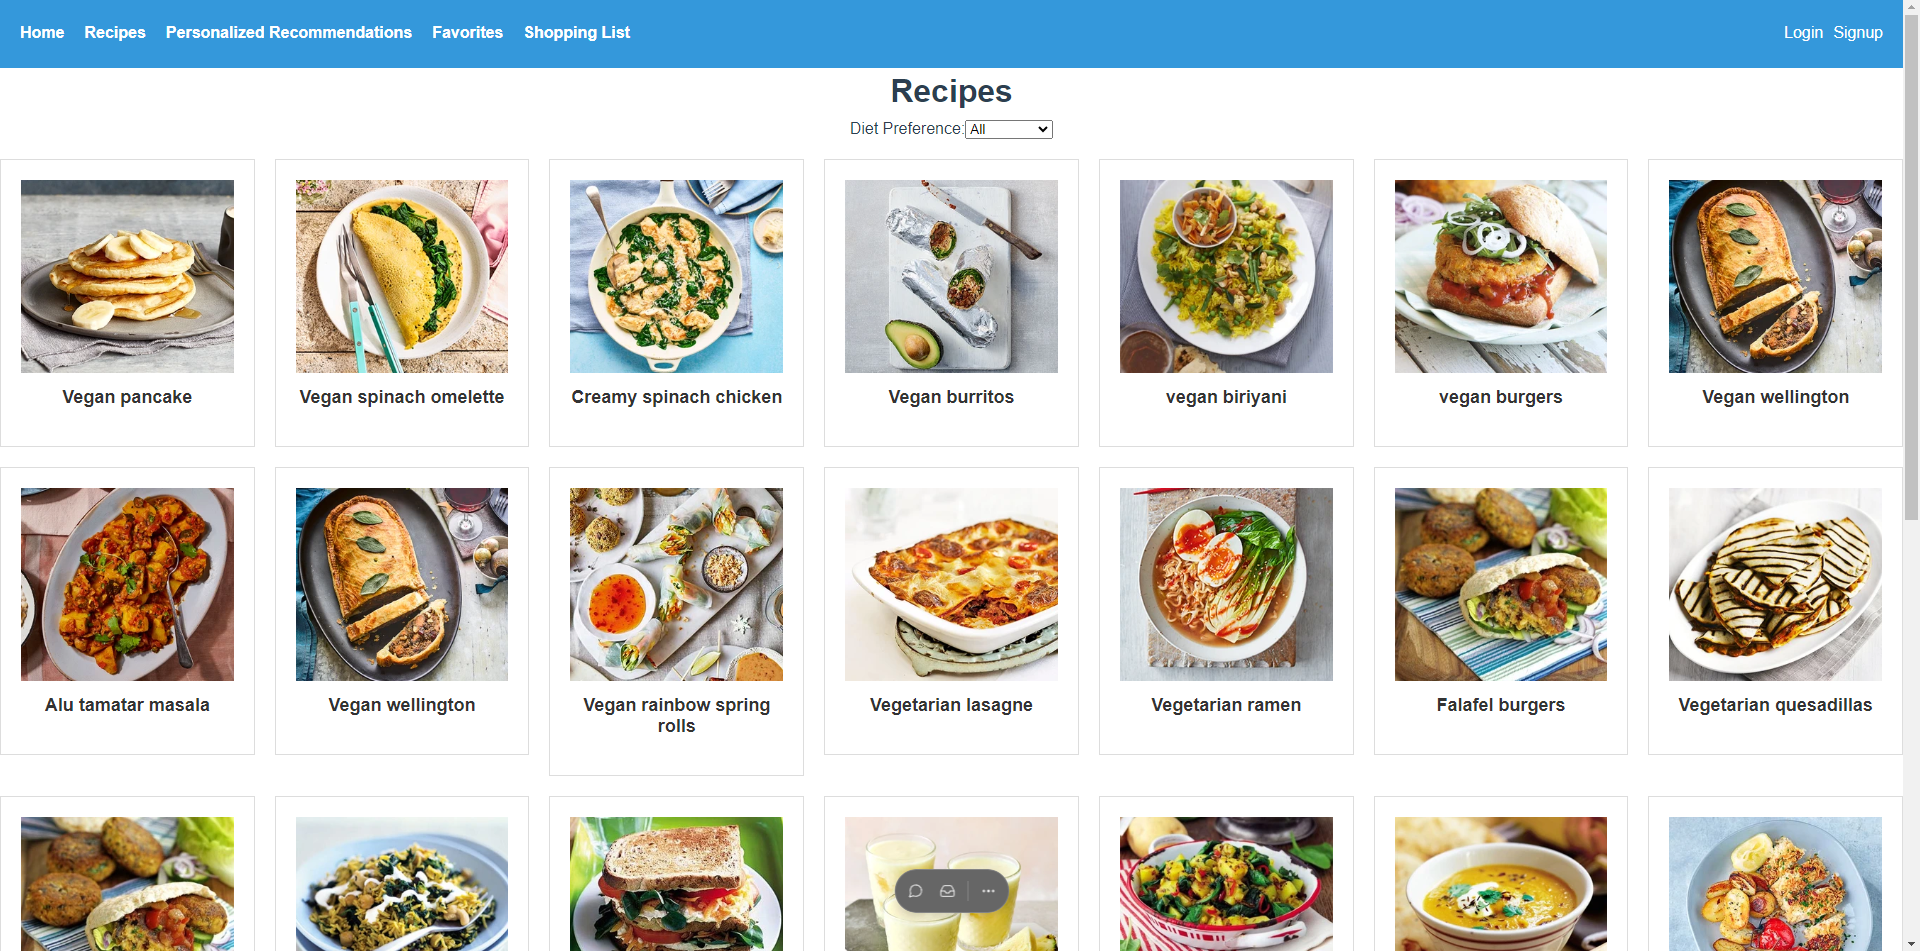 Home Recipes Personalized Recommendations Favorites Shopping List Login Signup
Recipes
Diet Preference: All
Vegan pancake
Vegan spinach omelette
Creamy spinach chicken
Vegan burritos
vegan biriyani
vegan burgers
Vegan wellington
Alu tamatar masala
Vegan wellington
Vegan rainbow spring
rolls
Vegetarian lasagne
Vegetarian ramen
Falafel burgers
Vegetarian quesadillas